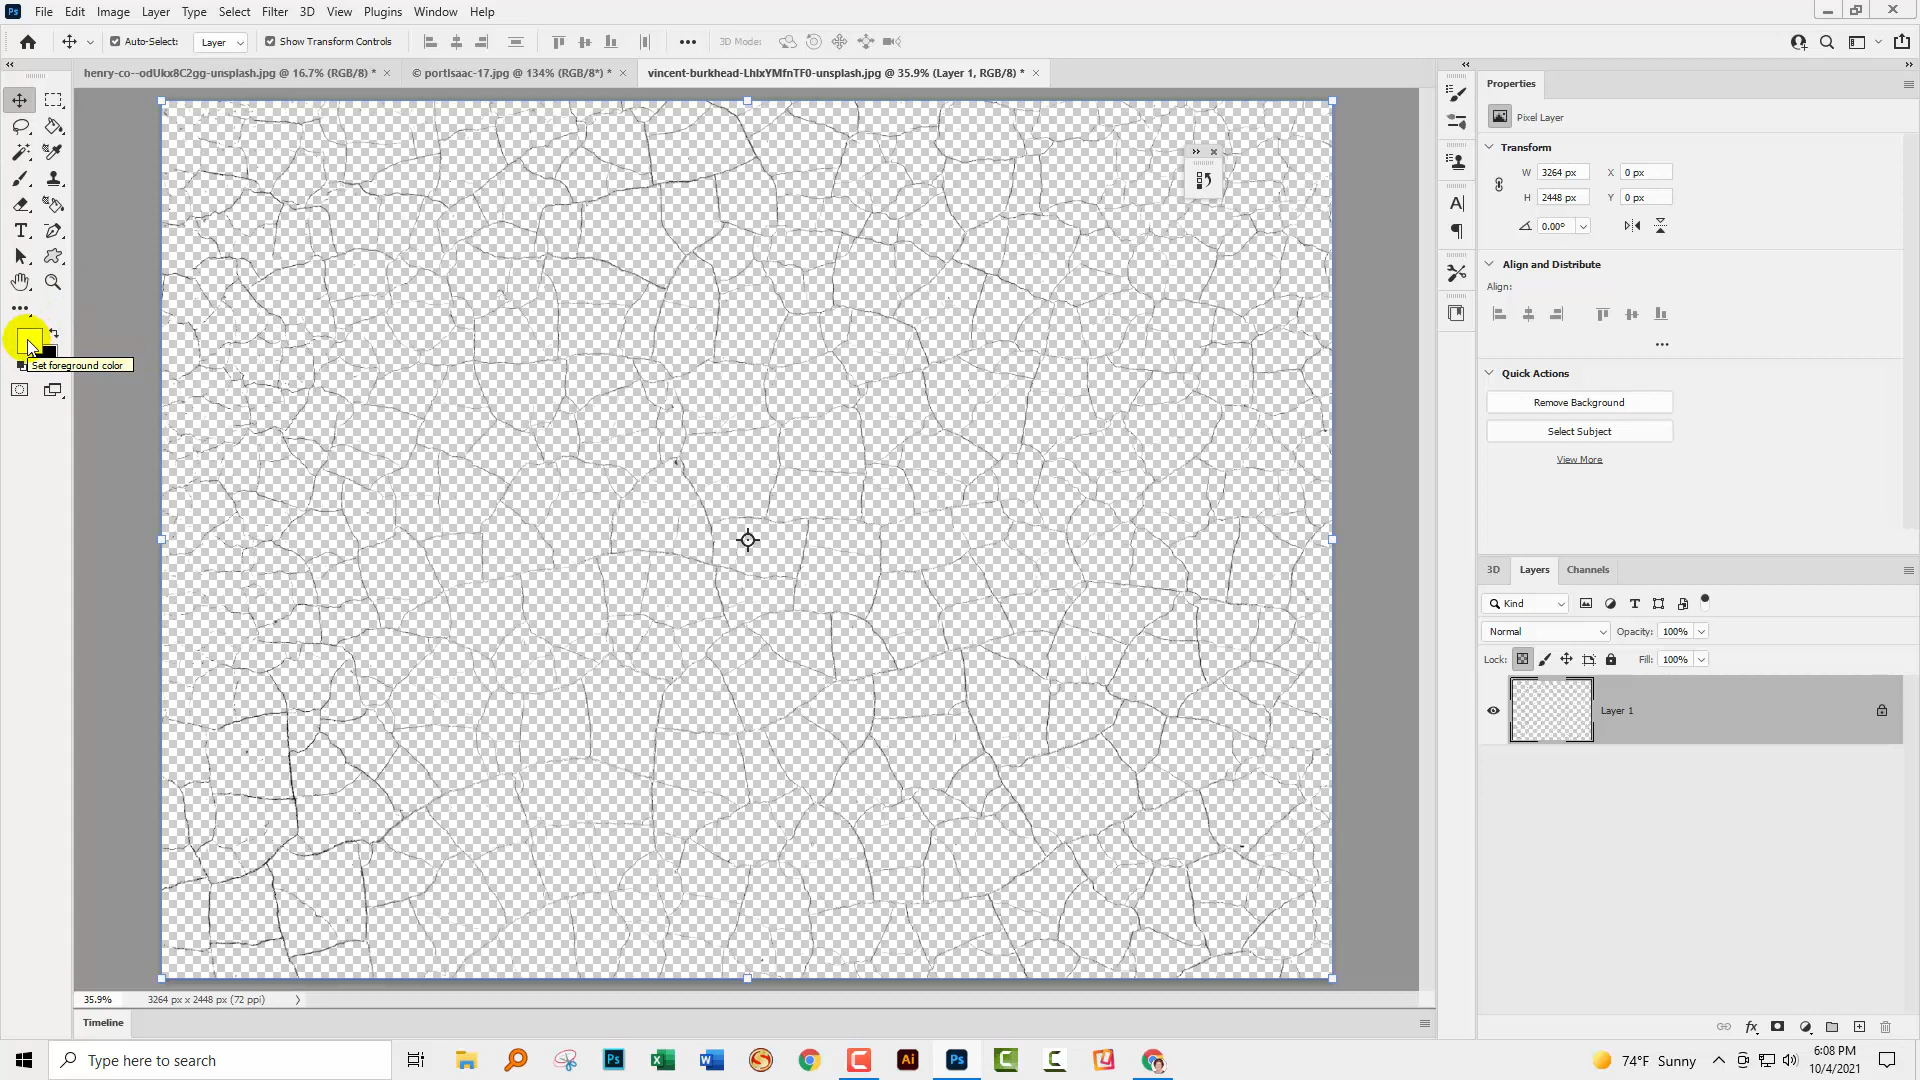 Ps File Edit Image Layer Type Select Filter 3D View Plugins Window Help
Auto-Select: Layer Show Transform Controls 3D Mode:
henry-co--odUkx8C2gg-unsplash.jpg @ 16.7% (RGB/8) * © portIsaac-17.jpg @ 134% (RGB/8*) * vincent-burkhead-LhlxYMfnTF0-unsplash.jpg @ 35.9% (Layer 1, RGB/8) *
Properties
Pixel Layer
Transform
W 3264 px X 0 px
H 2448 px Y 0 px
0.00°
Align and Distribute
Align:
Quick Actions
Remove Background
Select Subject
View More
Set foreground color
3D Layers Channels
Kind
Normal Opacity: 100%
Lock: Fill: 100%
Layer 1
35.9% 3264 px x 2448 px (72 ppi)
Timeline
Type here to search
74°F Sunny
6:08 PM
10/4/2021